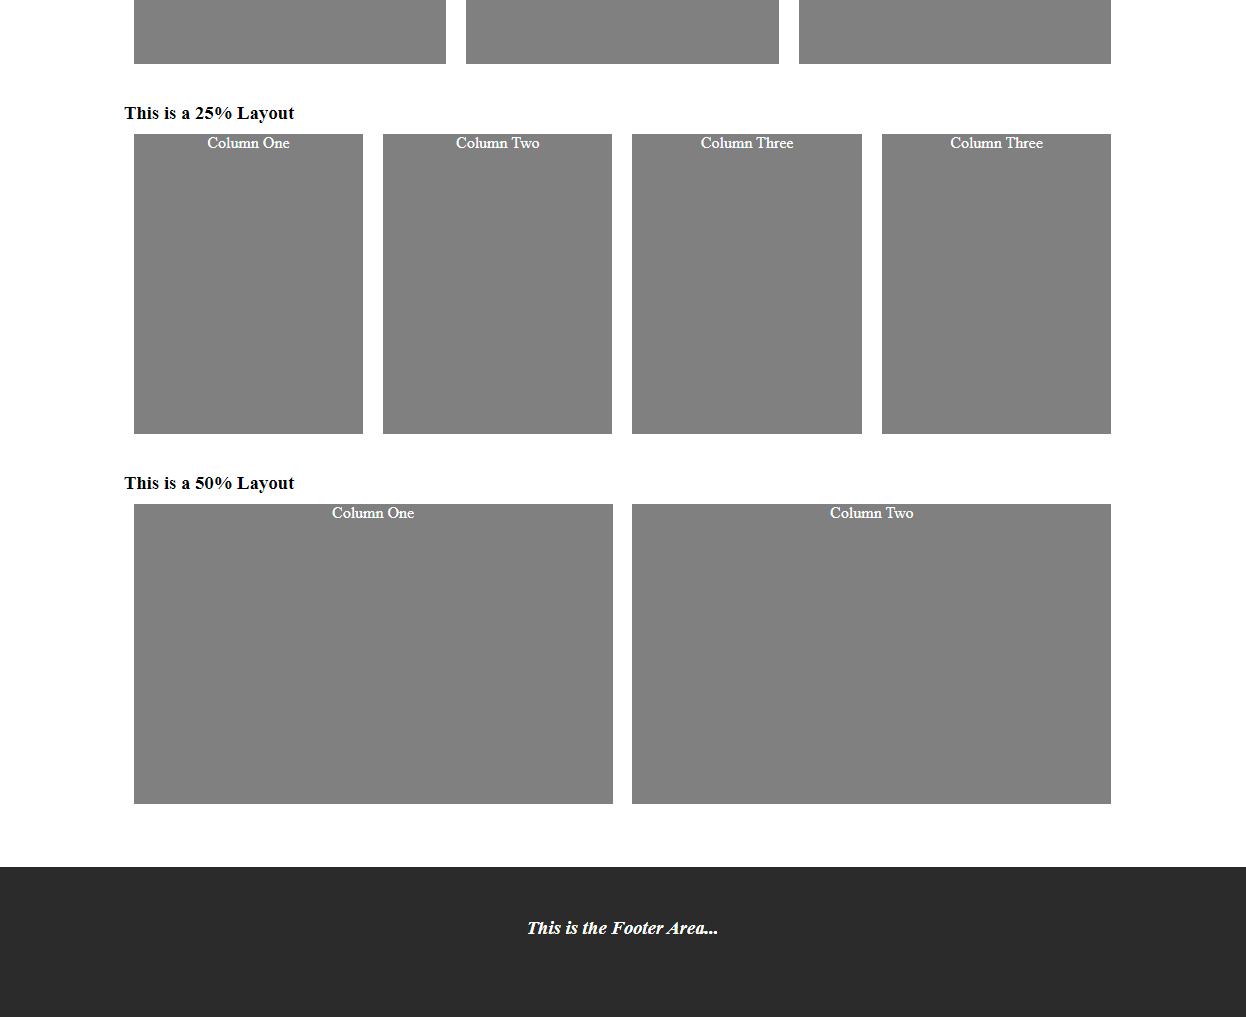 This is a 25% Layout
Column One
Column Two
Column Three
Column Three
This is a 50% Layout
Column One
Column Two
This is the Footer Area...